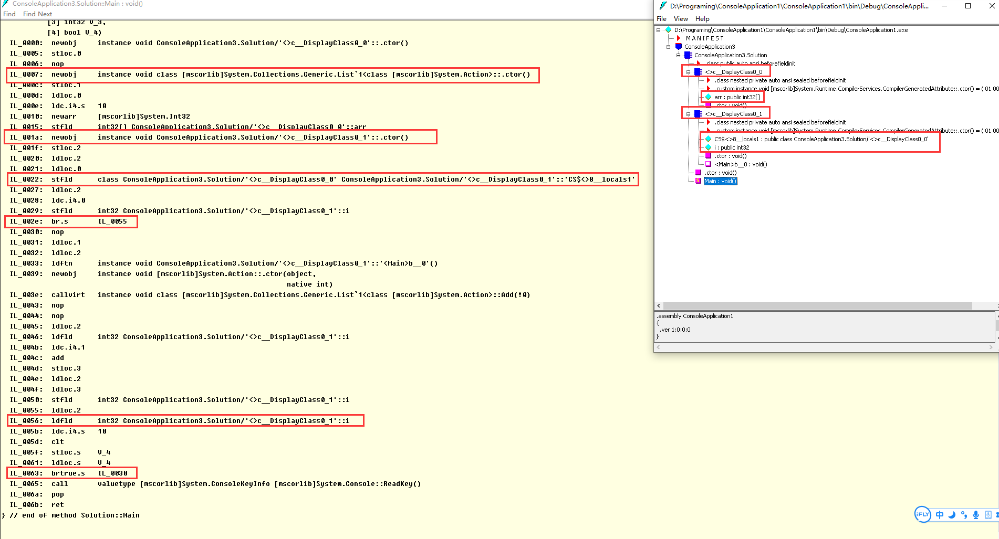 ConsoleApplication3.Solution::Main : void()
Find Find Next
[3] int32 V_3,
[4] bool V_4)
IL_0000: newobj instance void ConsoleApplication3.Solution/'<>c__DisplayClass0_0'::.ctor()
IL_0005: stloc.0
IL_0006: nop
IL_0007: newobj instance void class [mscorlib]System.Collections.Generic.List`1<class [mscorlib]System.Action>::.ctor()
IL_000c: stloc.1
IL_000d: ldloc.0
IL_000e: ldc.i4.s 10
IL_0010: newarr [mscorlib]System.Int32
IL_0015: stfld int32[] ConsoleApplication3.Solution/'<>c__DisplayClass0_0'::arr
IL_001a: newobj instance void ConsoleApplication3.Solution/'<>c__DisplayClass0_1'::.ctor()
IL_001f: stloc.2
IL_0020: ldloc.2
IL_0021: ldloc.0
IL_0022: stfld class ConsoleApplication3.Solution/'<>c__DisplayClass0_0' ConsoleApplication3.Solution/'<>c__DisplayClass0_1'::'CS$<>8__locals1'
IL_0027: ldloc.2
IL_0028: ldc.i4.0
IL_0029: stfld int32 ConsoleApplication3.Solution/'<>c__DisplayClass0_1'::i
IL_002e: br.s IL_0055
IL_0030: nop
IL_0031: ldloc.1
IL_0032: ldloc.2
IL_0033: ldftn instance void ConsoleApplication3.Solution/'<>c__DisplayClass0_1'::'<Main>b__0'()
IL_0039: newobj instance void [mscorlib]System.Action::.ctor(object,
native int)
IL_003e: callvirt instance void class [mscorlib]System.Collections.Generic.List`1<class [mscorlib]System.Action>::Add(!0)
IL_0043: nop
IL_0044: nop
IL_0045: ldloc.2
IL_0046: ldfld int32 ConsoleApplication3.Solution/'<>c__DisplayClass0_1'::i
IL_004b: ldc.i4.1
IL_004c: add
IL_004d: stloc.3
IL_004e: ldloc.2
IL_004f: ldloc.3
IL_0050: stfld int32 ConsoleApplication3.Solution/'<>c__DisplayClass0_1'::i
IL_0055: ldloc.2
IL_0056: ldfld int32 ConsoleApplication3.Solution/'<>c__DisplayClass0_1'::i
IL_005b: ldc.i4.s 10
IL_005d: clt
IL_005f: stloc.s V_4
IL_0061: ldloc.s V_4
IL_0063: brtrue.s IL_0030
IL_0065: call valuetype [mscorlib]System.ConsoleKeyInfo [mscorlib]System.Console::ReadKey()
IL_006a: pop
IL_006b: ret
} // end of method Solution::Main
D:\Programing\ConsoleApplication1\ConsoleApplication1\bin\Debug\ConsoleAppli...
File View Help
D:\Programing\ConsoleApplication1\ConsoleApplication1\bin\Debug\ConsoleApplication1.exe
M A N I F E S T
ConsoleApplication3
ConsoleApplication3.Solution
.class public auto ansi beforefieldinit
<>c__DisplayClass0_0
.class nested private auto ansi sealed beforefieldinit
.custom instance void [mscorlib]System.Runtime.CompilerServices.CompilerGeneratedAttribute::.ctor() = ( 01 00
arr : public int32[]
.ctor : void()
<>c__DisplayClass0_1
.class nested private auto ansi sealed beforefieldinit
.custom instance void [mscorlib]System.Runtime.CompilerServices.CompilerGeneratedAttribute::.ctor() = ( 01 00
CS$<>8__locals1 : public class ConsoleApplication3.Solution/'<>c__DisplayClass0_0'
i : public int32
.ctor : void()
<Main>b__0 : void()
.ctor : void()
S Main : void()
.assembly ConsoleApplication1
{
.ver 1:0:0:0
}
iFLY 中